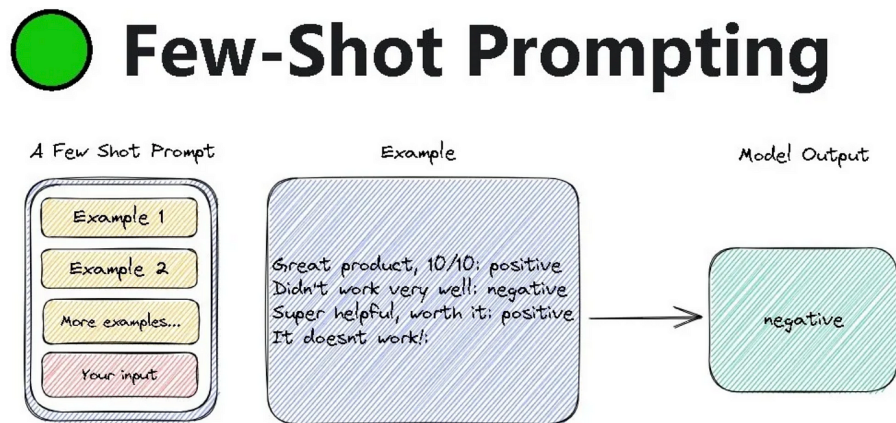 Few-Shot Prompting
A Few Shot Prompt
Example 1
Example 2
More examples...
Your input
Example
Great product, 10/10: positive
Didn't work very well: negative
Super helpful, worth it: positive
It doesnt work!:
Model Output
negative